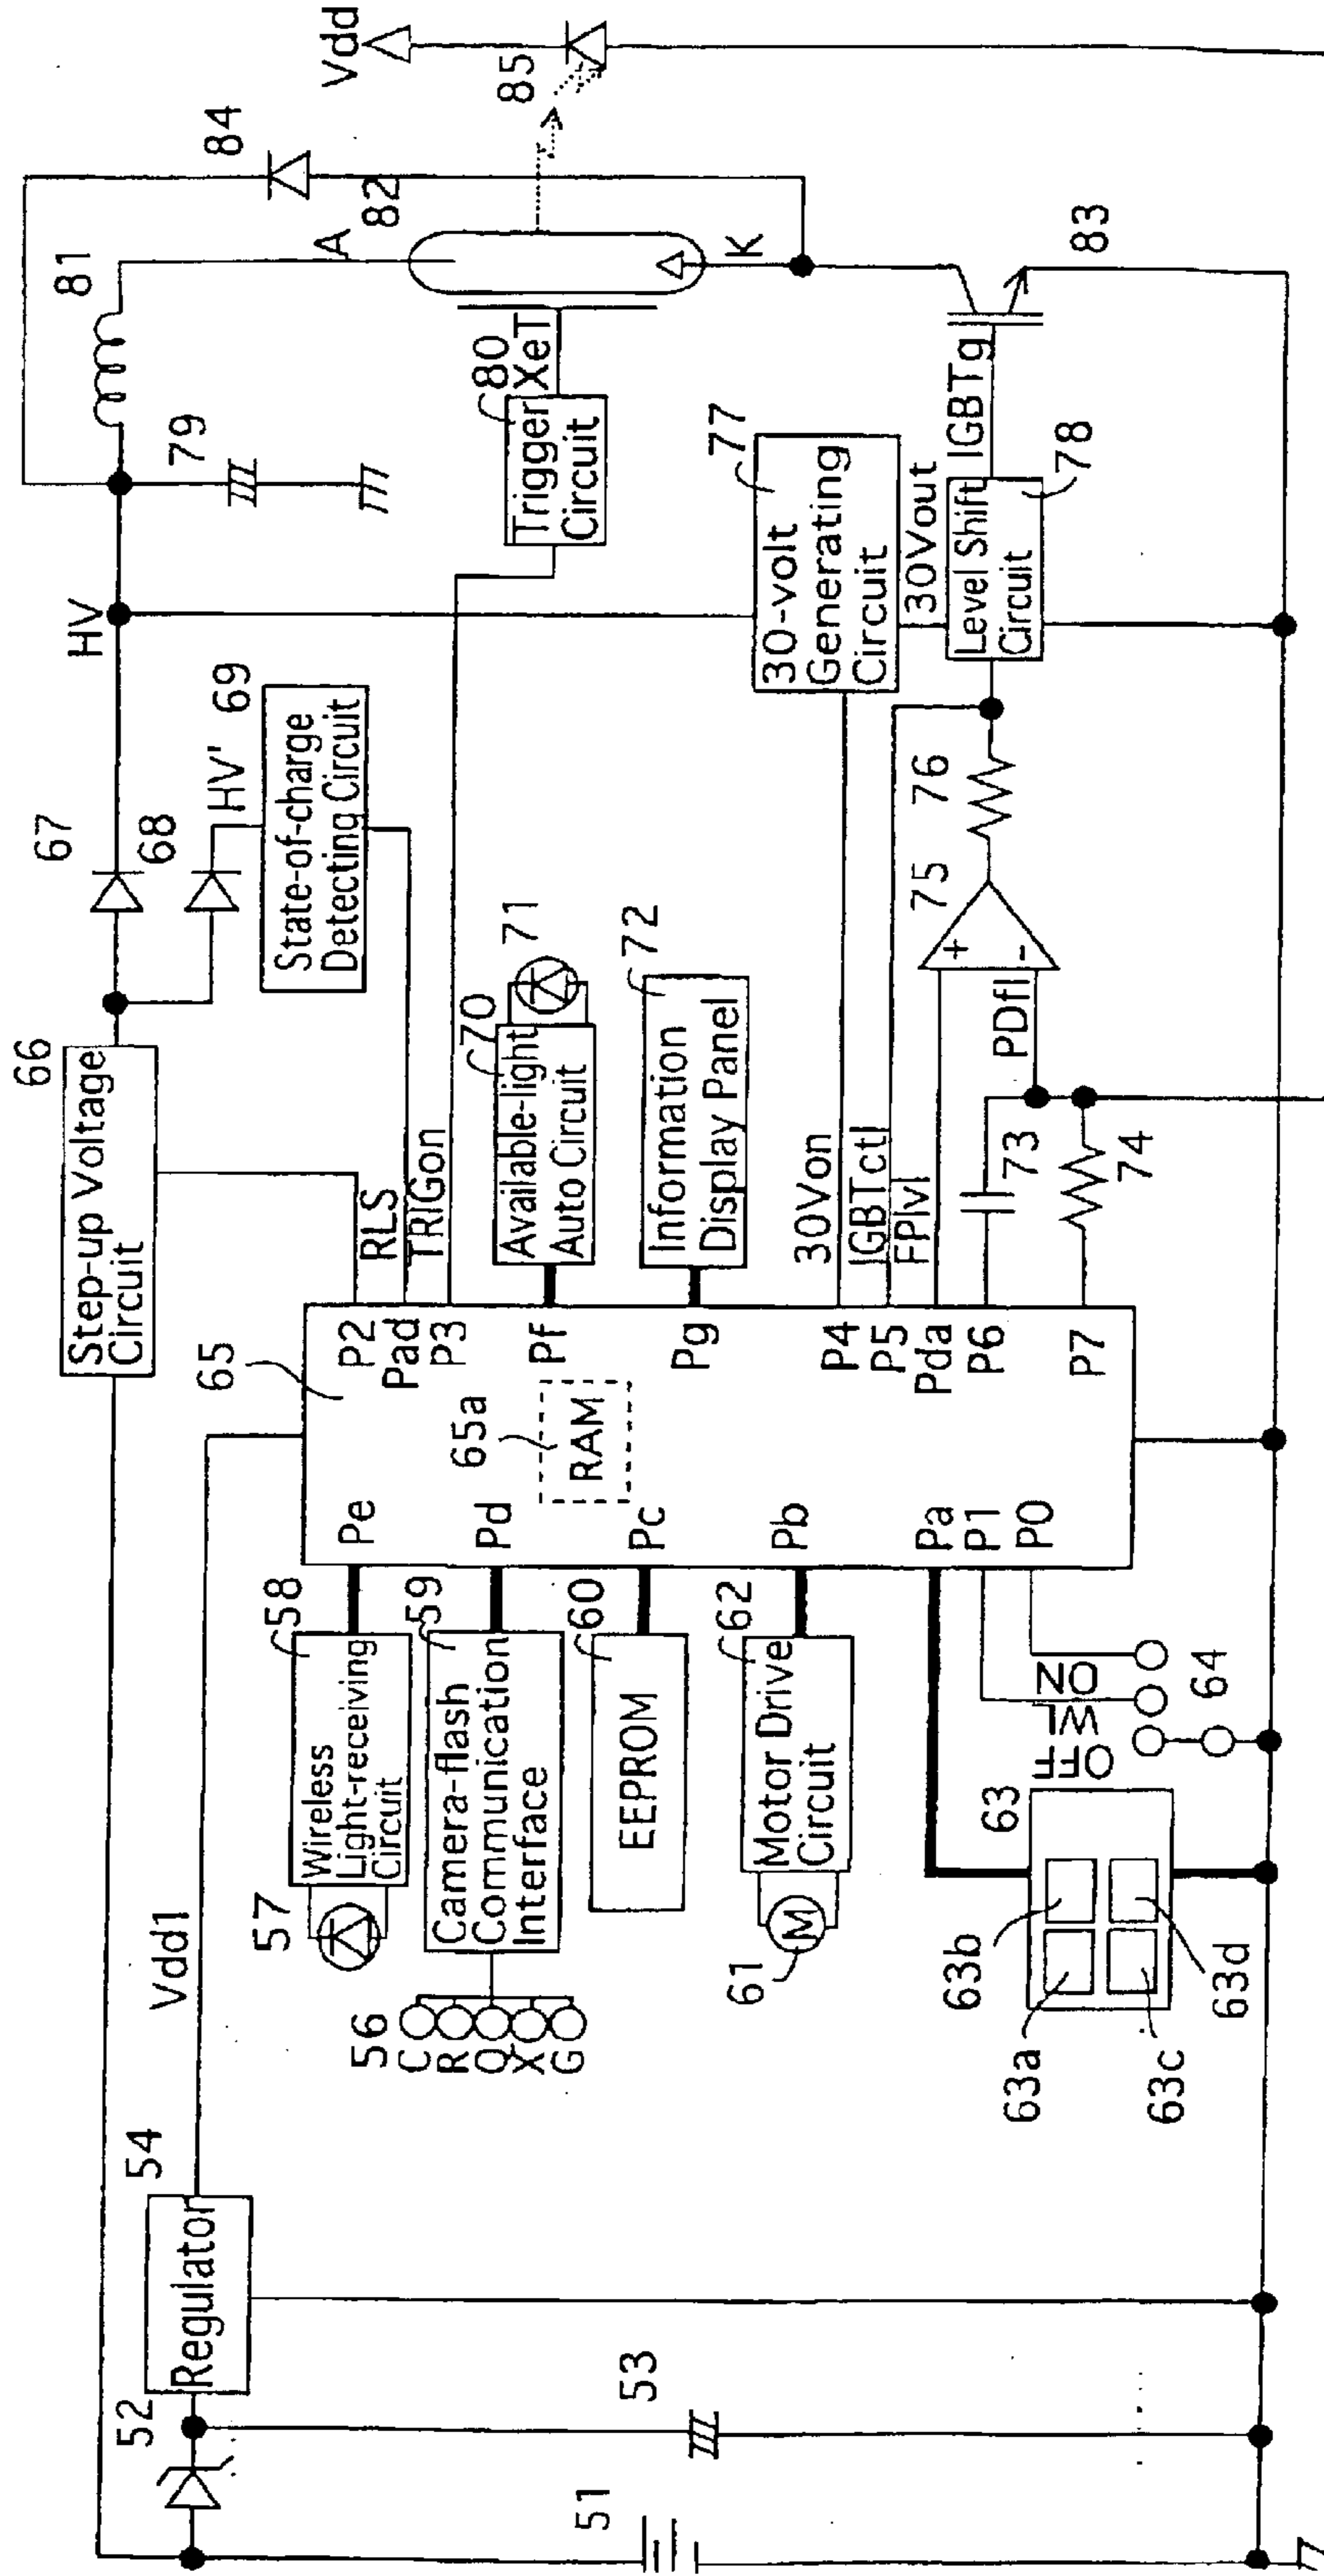 51
52
53
Regulator
54
Vdd1
56
C
R
Q
X
G
57
Wireless
Light-receiving
Circuit
58
Camera-flash
Communication
Interface
59
EEPROM
60
61
M
Motor Drive
Circuit
62
63
63a
63b
63c
63d
OFF
WL
ON
64
Pe
Pd
Pc
Pb
Pa
P1
P0
65
65a
RAM
P2
Pad
P3
Pf
Pg
P4
P5
Pda
P6
P7
Step-up Voltage
Circuit
66
RLS
TRIGon
67
68
HV'
State-of-charge
Detecting Circuit
69
Available-light
Auto Circuit
70
71
Information
Display Panel
72
30Von
IGBTctl
FPlvl
73
74
PDfl
+
-
75
76
HV
30-volt
Generating
Circuit
77
30Vout
Level Shift
Circuit
78
IGBTg
79
Trigger
Circuit
80
XeT
81
A
82
K
83
84
85
Vdd